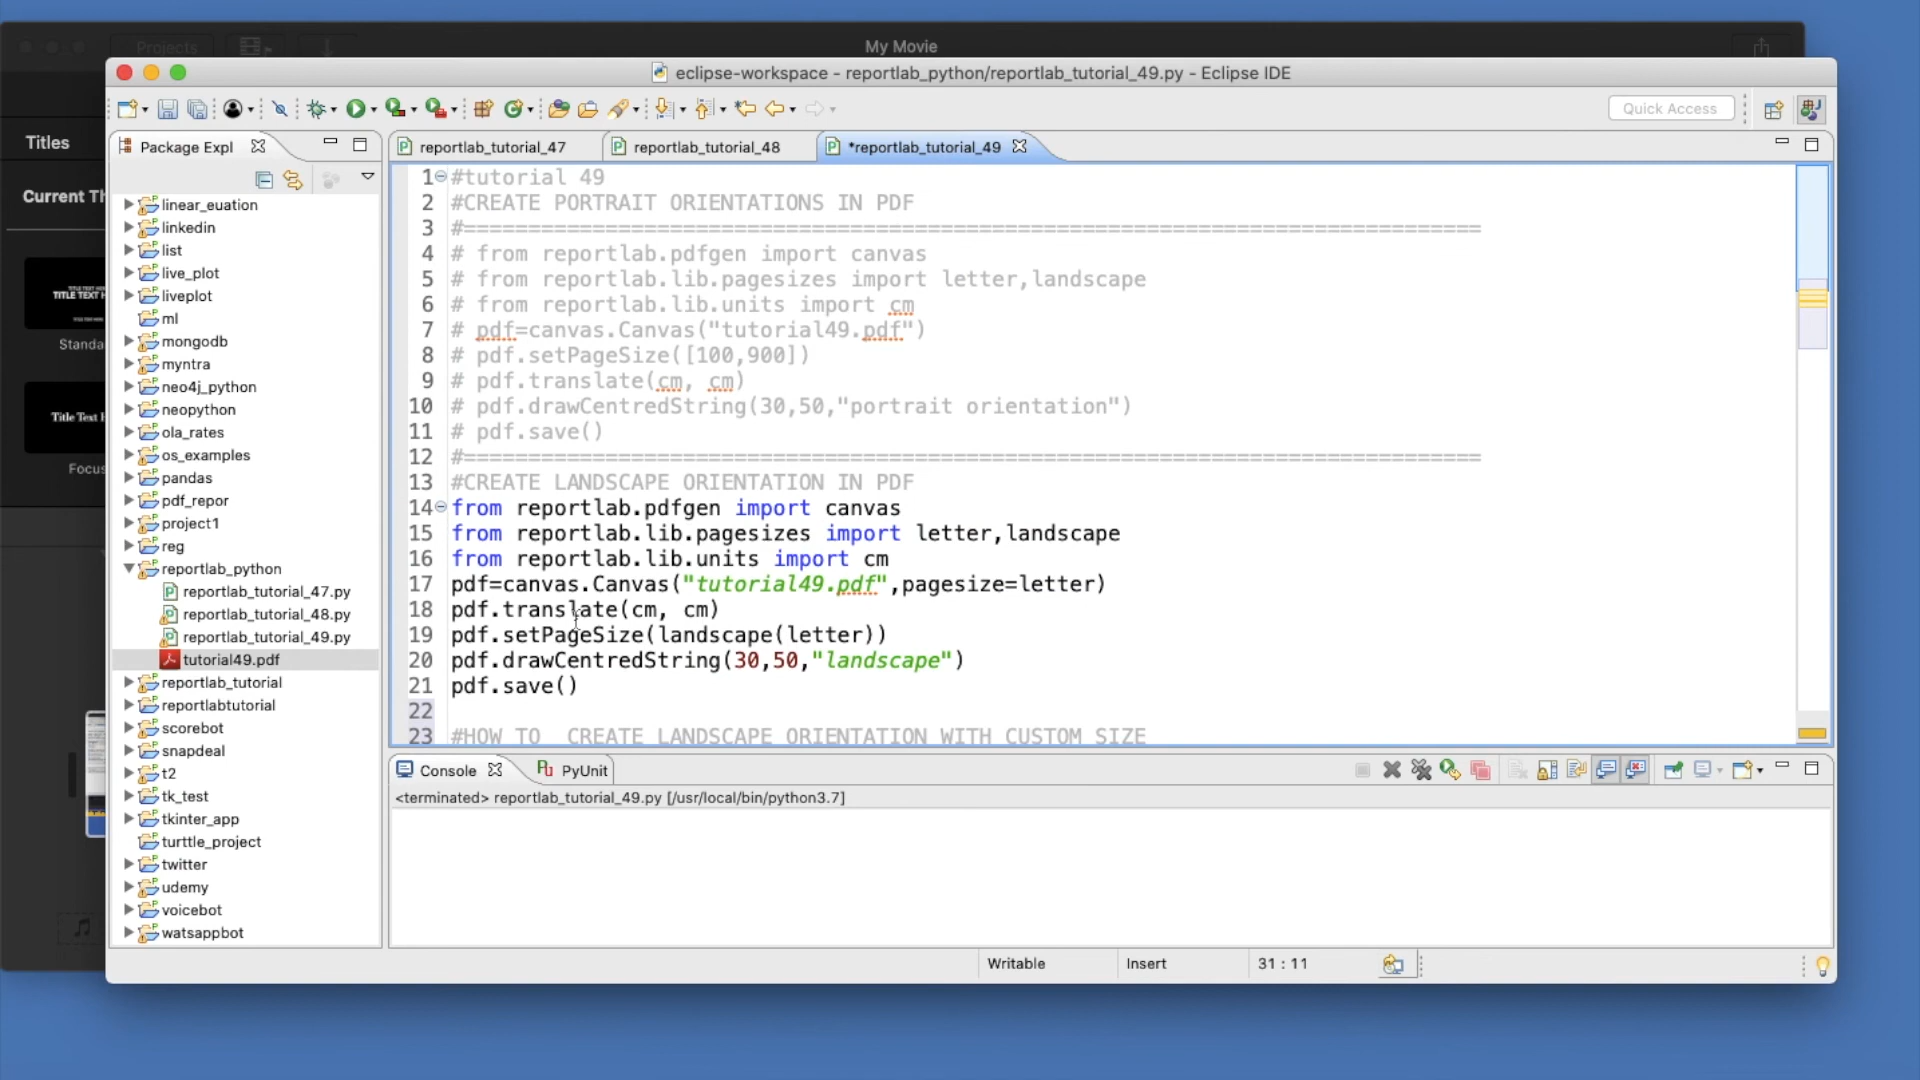 Projects
My Movie
eclipse-workspace - reportlab_python/reportlab_tutorial_49.py - Eclipse IDE
Quick Access
Titles
Package Expl
reportlab_tutorial_47
reportlab_tutorial_48
*reportlab_tutorial_49
Current Th
TITLE TEXT H
Standa
Title Text H
Focus
linear_euation
linkedin
list
live_plot
liveplot
ml
mongodb
myntra
neo4j_python
neopython
ola_rates
os_examples
pandas
pdf_repor
project1
reg
reportlab_python
reportlab_tutorial_47.py
reportlab_tutorial_48.py
reportlab_tutorial_49.py
tutorial49.pdf
reportlab_tutorial
reportlabtutorial
scorebot
snapdeal
t2
tk_test
tkinter_app
turttle_project
twitter
udemy
voicebot
watsappbot
1 #tutorial 49
2 #CREATE PORTRAIT ORIENTATIONS IN PDF
3 #===============================================================================
4 # from reportlab.pdfgen import canvas
5 # from reportlab.lib.pagesizes import letter,landscape
6 # from reportlab.lib.units import cm
7 # pdf=canvas.Canvas("tutorial49.pdf")
8 # pdf.setPageSize([100,900])
9 # pdf.translate(cm, cm)
10 # pdf.drawCentredString(30,50,"portrait orientation")
11 # pdf.save()
12 #===============================================================================
13 #CREATE LANDSCAPE ORIENTATION IN PDF
14 from reportlab.pdfgen import canvas
15 from reportlab.lib.pagesizes import letter,landscape
16 from reportlab.lib.units import cm
17 pdf=canvas.Canvas("tutorial49.pdf",pagesize=letter)
18 pdf.translate(cm, cm)
19 pdf.setPageSize(landscape(letter))
20 pdf.drawCentredString(30,50,"landscape")
21 pdf.save()
22
23 #HOW TO  CREATE LANDSCAPE ORIENTATION WITH CUSTOM SIZE
Console
PyUnit
<terminated> reportlab_tutorial_49.py [/usr/local/bin/python3.7]
Writable
Insert
31 : 11